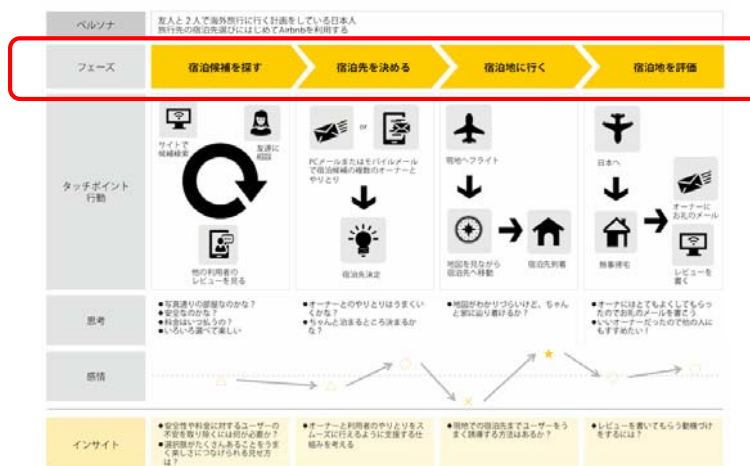 ペルソナ
友人と2人で海外旅行に行く計画をしている日本人
旅行先の宿泊先選びにはじめてAirbnbを利用する
フェーズ
宿泊候補を探す
宿泊先を決める
宿泊地に行く
宿泊地を評価
タッチポイント
行動
サイトで
候補検索
友達に
相談
他の利用者の
レビューを見る
or
PCメールまたはモバイルメール
で宿泊候補の複数のオーナーと
やりとり
宿泊先決定
現地へフライト
地図を見ながら
宿泊先へ移動
宿泊先到着
日本へ
無事帰宅
オーナーに
お礼のメール
レビューを
書く
思考
■写真通りの部屋なのかな？
◆安全なのかな？
◆料金はいつ払うの？
■いろいろ選べて楽しい
■オーナーとのやりとりはうまくい
くかな？
◆ちゃんと泊まるところ決まるか
な？
■地図がわかりづらいけど、ちゃん
と家に辿り着けるか？
■オーナにはとてもよくしてもらっ
たのでお礼のメールを書こう
◆いいオーナーだったので他の人に
もすすめたい！
感情
インサイト
◆安全性や料金に対するユーザーの
不安を取り除くには何が必要か？
■選択肢がたくさんあることをうま
く楽しさにつなげられる見せ方
は？
◆オーナーと利用者のやりとりをス
ムーズに行えるように支援する仕
組みを考える
◆現地での宿泊先までユーザーをう
まく誘導する方法はあるか？
◆レビューを書いてもらう動機づけ
をするには？